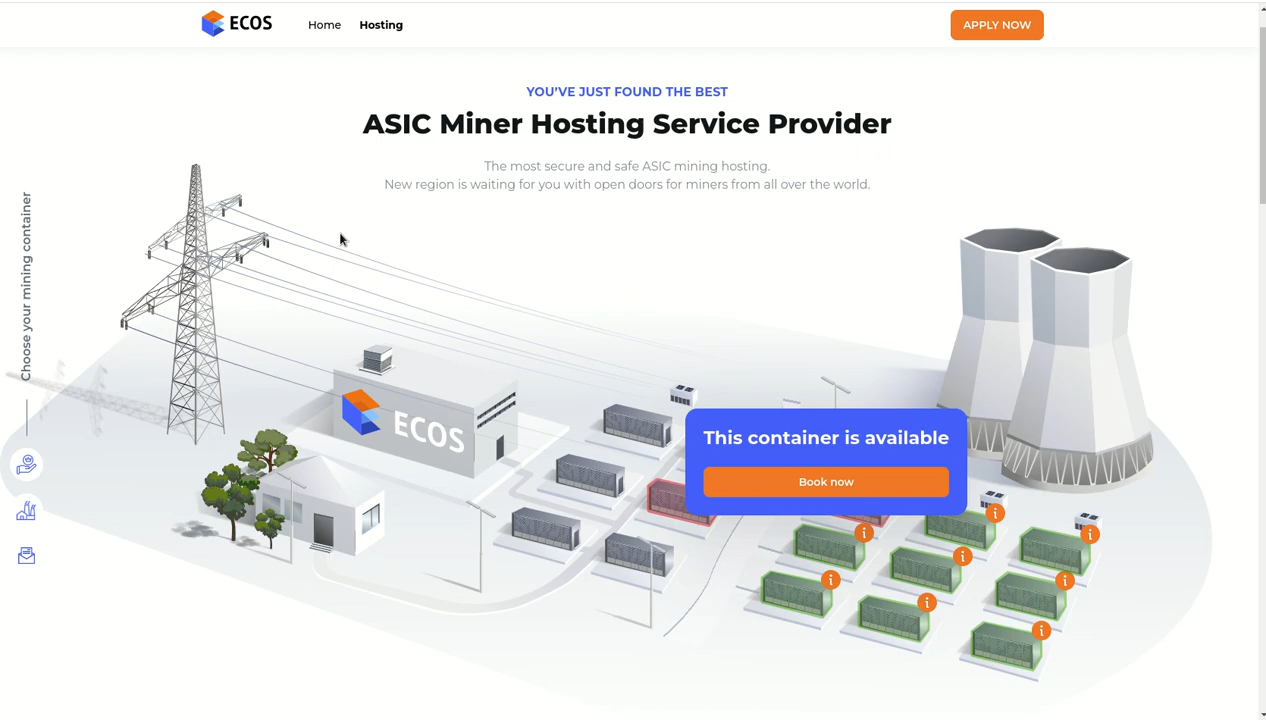 ECOS
Home
Hosting
APPLY NOW
YOU'VE JUST FOUND THE BEST
ASIC Miner Hosting Service Provider
The most secure and safe ASIC mining hosting.
New region is waiting for you with open doors for miners from all over the world.
Choose your mining container
ECOS
This container is available
Book now
i
i
i
i
i
i
i
i
i